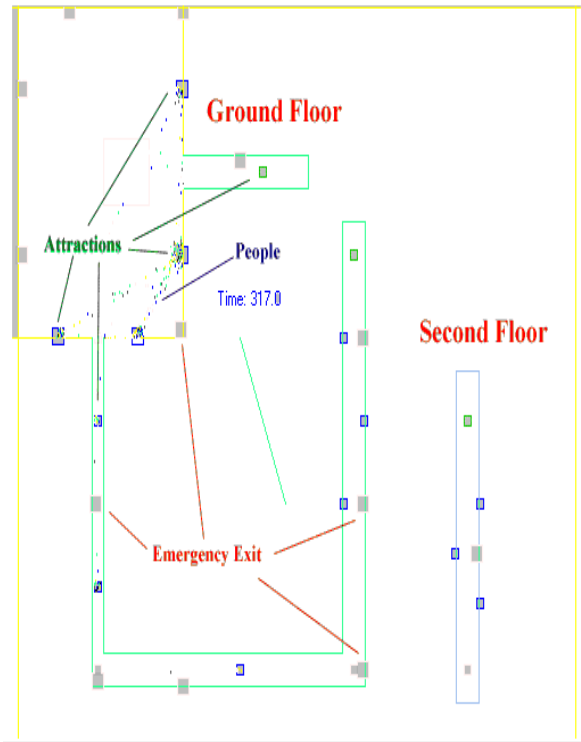 Ground Floor
Attractions
People
Time: 317.0
Second Floor
Emergency Exit